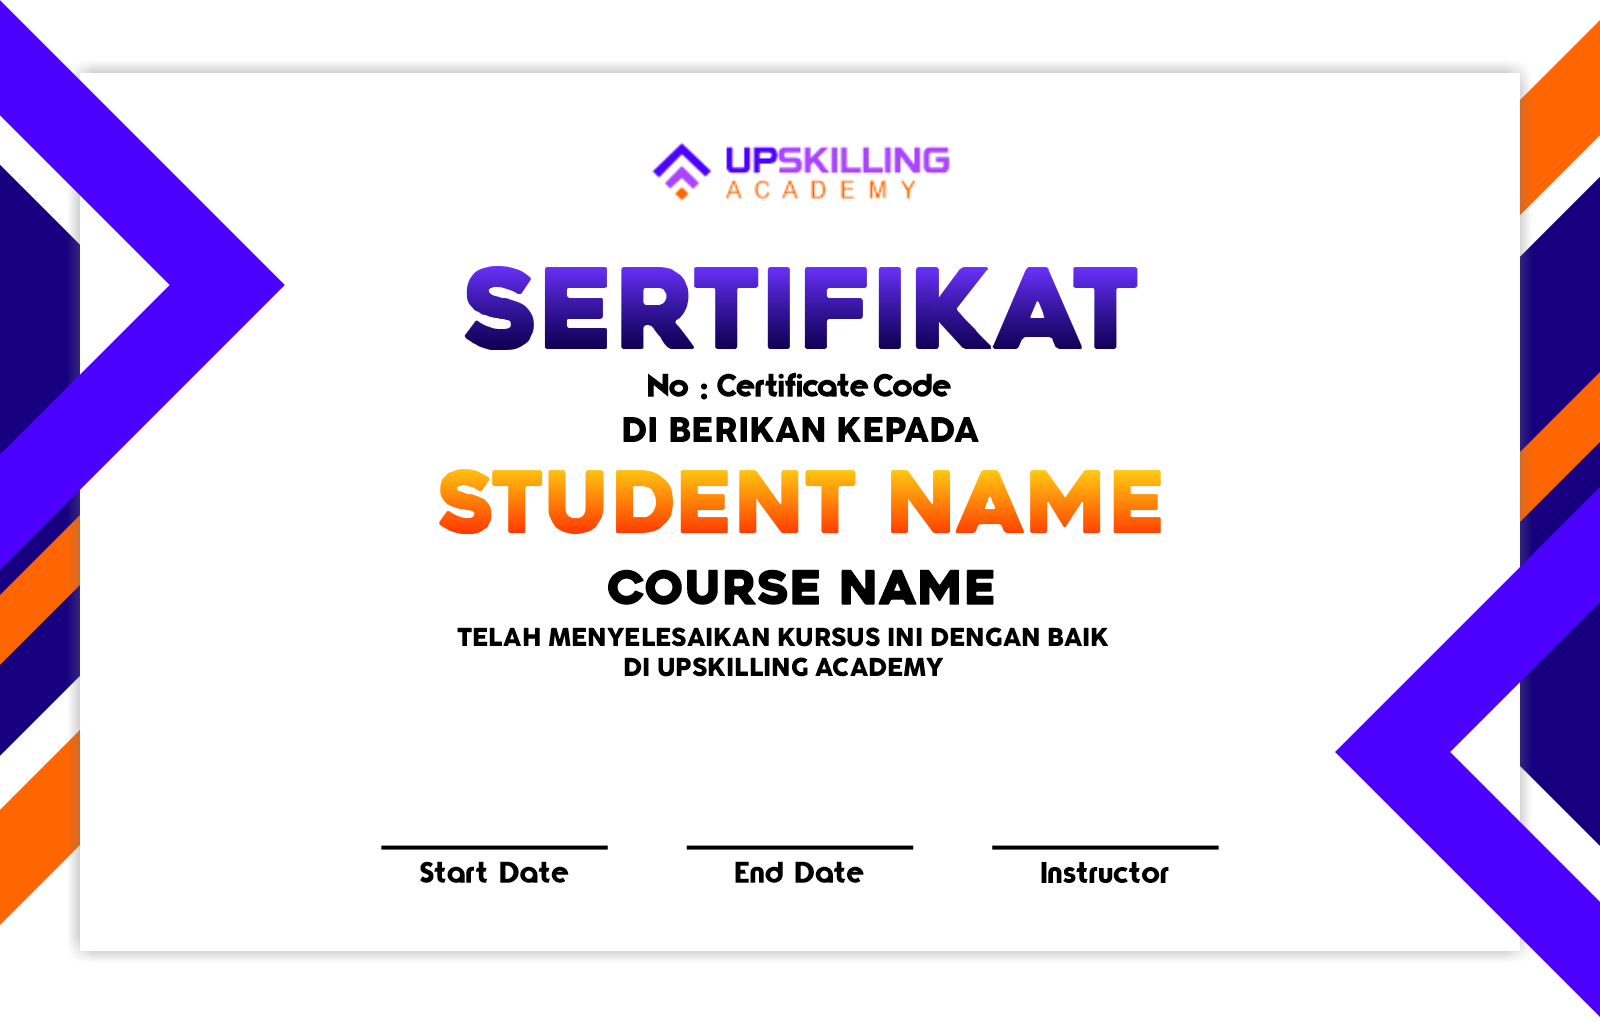 UPSKILLING
ACADEMY
SERTIFIKAT
No : Certificate Code
DI BERIKAN KEPADA
STUDENT NAME
COURSE NAME
TELAH MENYELESAIKAN KURSUS INI DENGAN BAIK
DI UPSKILLING ACADEMY
Start Date
End Date
Instructor